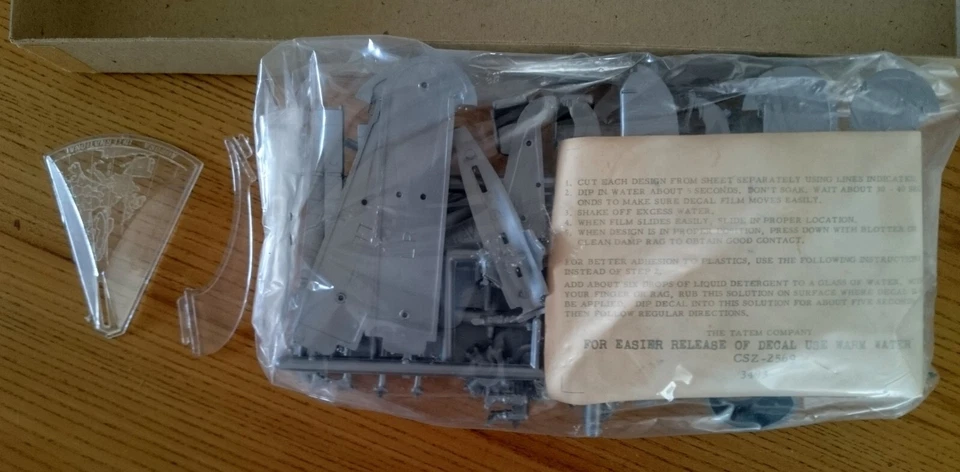 1. CUT EACH DESIGN FROM SHEET SEPARATELY USING LINES INDICATED
2. DIP IN WATER ABOUT 5 SECONDS. DON'T SOAK. WAIT ABOUT
ONDS TO MAKE SURE DECAL FILM MOVES EASILY.
3. SHAKE OFF EXCESS WATER.
4. WHEN FILM SLIDES EASILY, SLIDE IN PROPER LOCATION.
WHEN DESIGN IS IN PROPER LOCATION, PRESS DOWN WITH BLOTTER OR
CLEAN DAMP RAG TO OBTAIN GOOD CONTACT.
FOR BETTER ADHESION TO PLASTICS, USE THE FOLLOWING INSTRUCTIONS
INSTEAD OF STEP
ADD ABOUT SIX DROPS OF LIQUID DETERGENT TO A GLASS OF WATER.
YOUR FINGER OR RAG, RUB THIS SOLUTION ON SURFACE WHERE DECAL
BE APPLIED. DIP DECAL INTO THIS SOLUTION FOR ABOUT FIVE SECONDS
THEN FOLLOW REGULAR DIRECTIONS.
THE TATEM COMPANY
FOR EASIER RELEASE OF DECAL USE WARM WATER